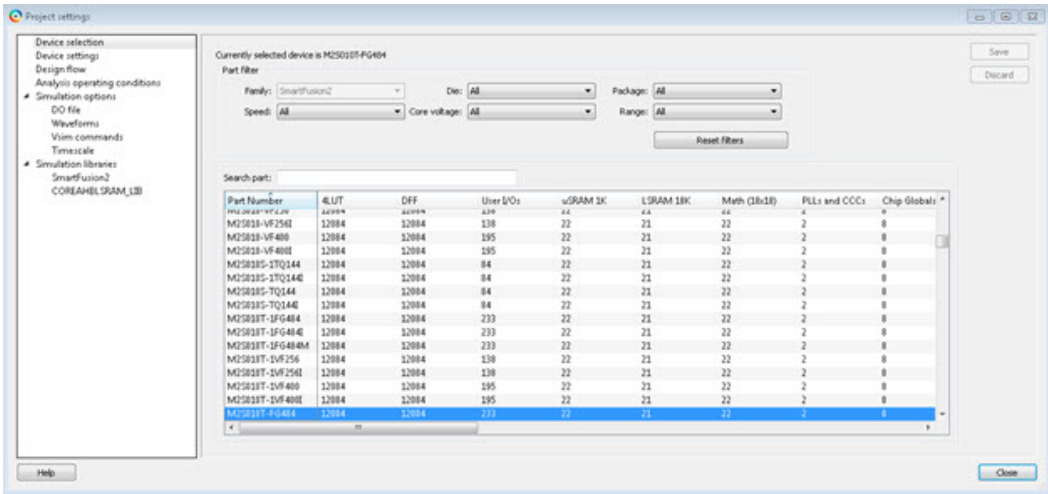 Project settings
Device selection
Device settings
Design flow
Analysis operating conditions
Simulation options
DO file
Waveforms
Vsim commands
Timescale
Simulation libraries
SmartFusion2
COREAHBLSRAM_LIB
Currently selected device is M2S010T-FG484
Part filter
Family: SmartFusion2 Die: All Package: All
Speed: All Core voltage: All Range: All
Reset filters
Save
Discard
Search part:
Part Number 4LUT DFF User I/Os uSRAM 1K LSRAM 18K Math (18x18) PLLs and CCCs Chip Globals
M2S010-VF256I 12084 12084 138 22 21 22 2 8
M2S010-VF400 12084 12084 195 22 21 22 2 8
M2S010-VF400I 12084 12084 195 22 21 22 2 8
M2S010S-1TQ144 12084 12084 84 22 21 22 2 8
M2S010S-1TQ144I 12084 12084 84 22 21 22 2 8
M2S010S-TQ144 12084 12084 84 22 21 22 2 8
M2S010S-TQ144I 12084 12084 84 22 21 22 2 8
M2S010T-1FG484 12084 12084 233 22 21 22 2 8
M2S010T-1FG484I 12084 12084 233 22 21 22 2 8
M2S010T-1FG484M 12084 12084 233 22 21 22 2 8
M2S010T-1VF256 12084 12084 138 22 21 22 2 8
M2S010T-1VF256I 12084 12084 138 22 21 22 2 8
M2S010T-1VF400 12084 12084 195 22 21 22 2 8
M2S010T-1VF400I 12084 12084 195 22 21 22 2 8
M2S010T-FG484 12084 12084 233 22 21 22 2 8
Help
Close